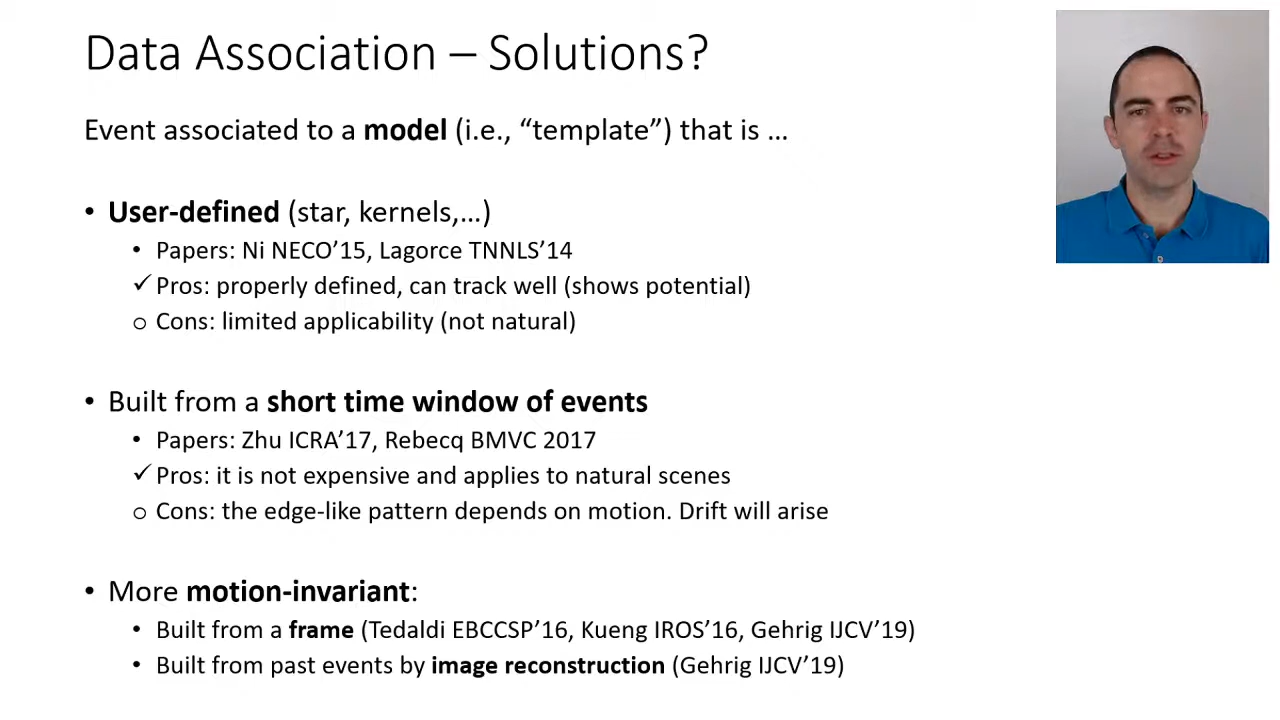 Data Association – Solutions?
Event associated to a model (i.e., “template”) that is …
• User-defined (star, kernels,…)
• Papers: Ni NECO’15, Lagorce TNNLS’14
✓ Pros: properly defined, can track well (shows potential)
o Cons: limited applicability (not natural)
• Built from a short time window of events
• Papers: Zhu ICRA’17, Rebecq BMVC 2017
✓ Pros: it is not expensive and applies to natural scenes
o Cons: the edge-like pattern depends on motion. Drift will arise
• More motion-invariant:
• Built from a frame (Tedaldi EBCCSP’16, Kueng IROS’16, Gehrig IJCV’19)
• Built from past events by image reconstruction (Gehrig IJCV’19)